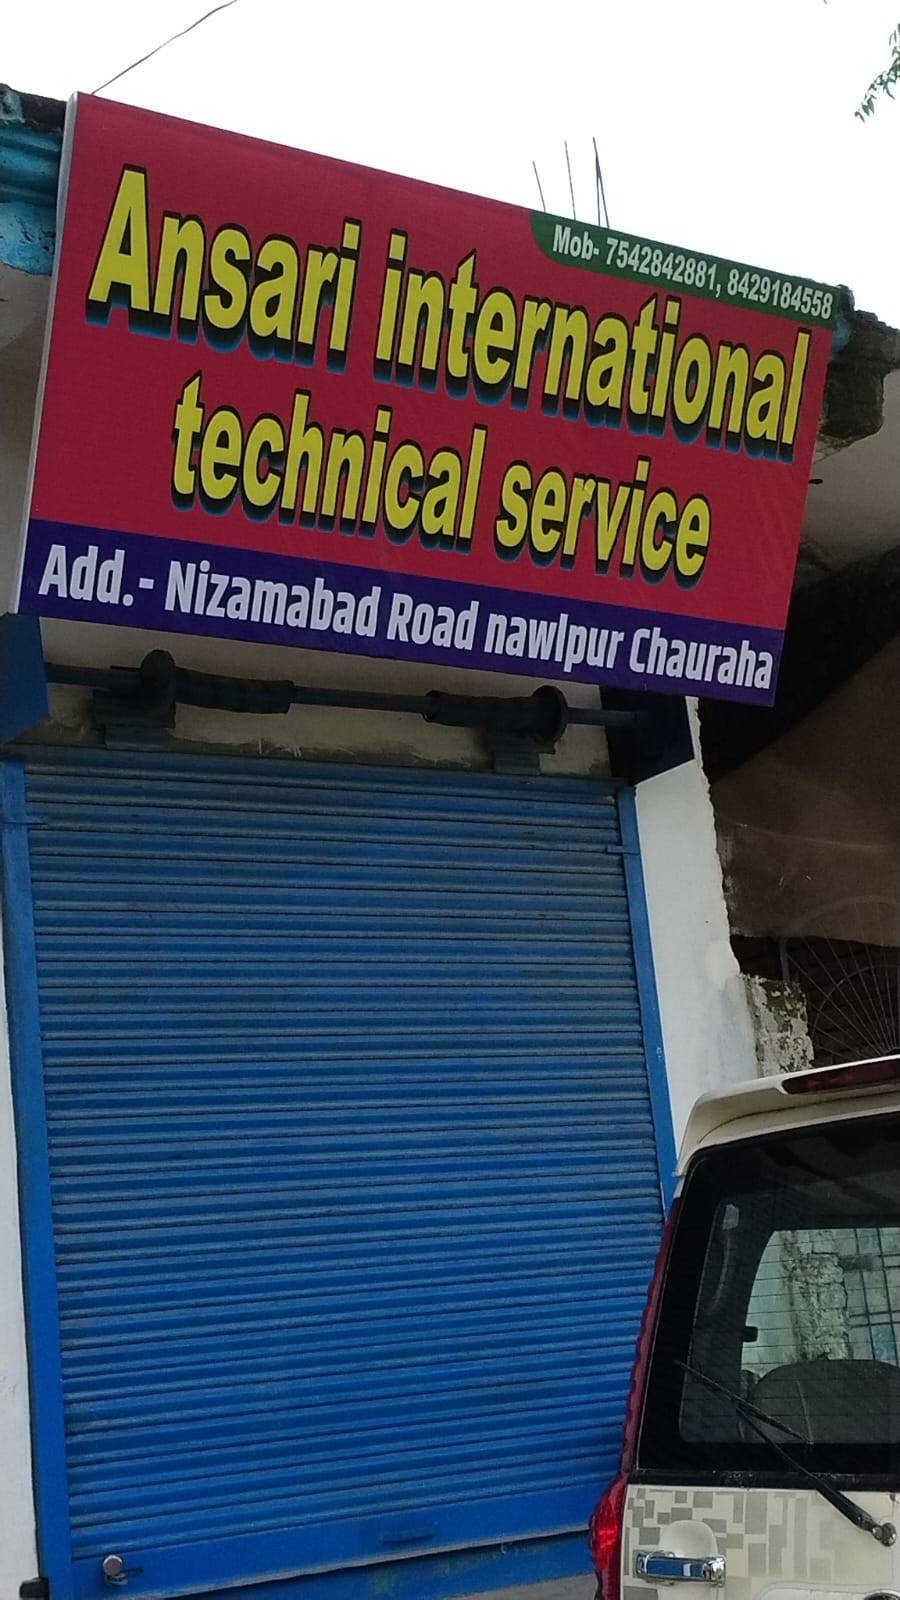 Mob- 7542842881, 8429184558
Ansari international
technical service
Add.- Nizamabad Road nawlpur Chauraha